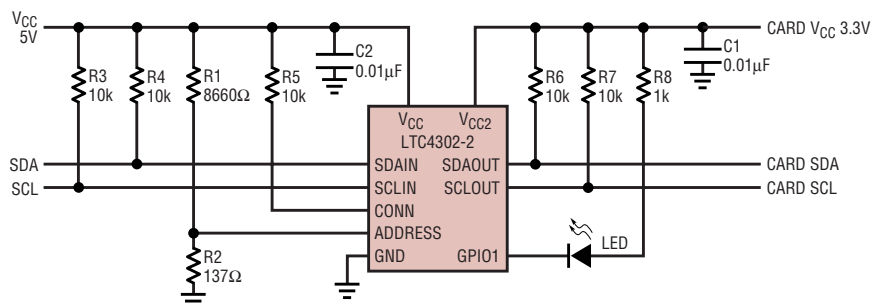 VCC
5V
R3
10k
R4
10k
R1
8660Ω
R5
10k
C2
0.01μF
VCC
VCC2
LTC4302-2
SDAIN
SDAOUT
SCLIN
SCLOUT
CONN
ADDRESS
GND
GPIO1
SDA
SCL
R2
137Ω
R6
10k
R7
10k
R8
1k
C1
0.01μF
CARD VCC 3.3V
CARD SDA
CARD SCL
LED